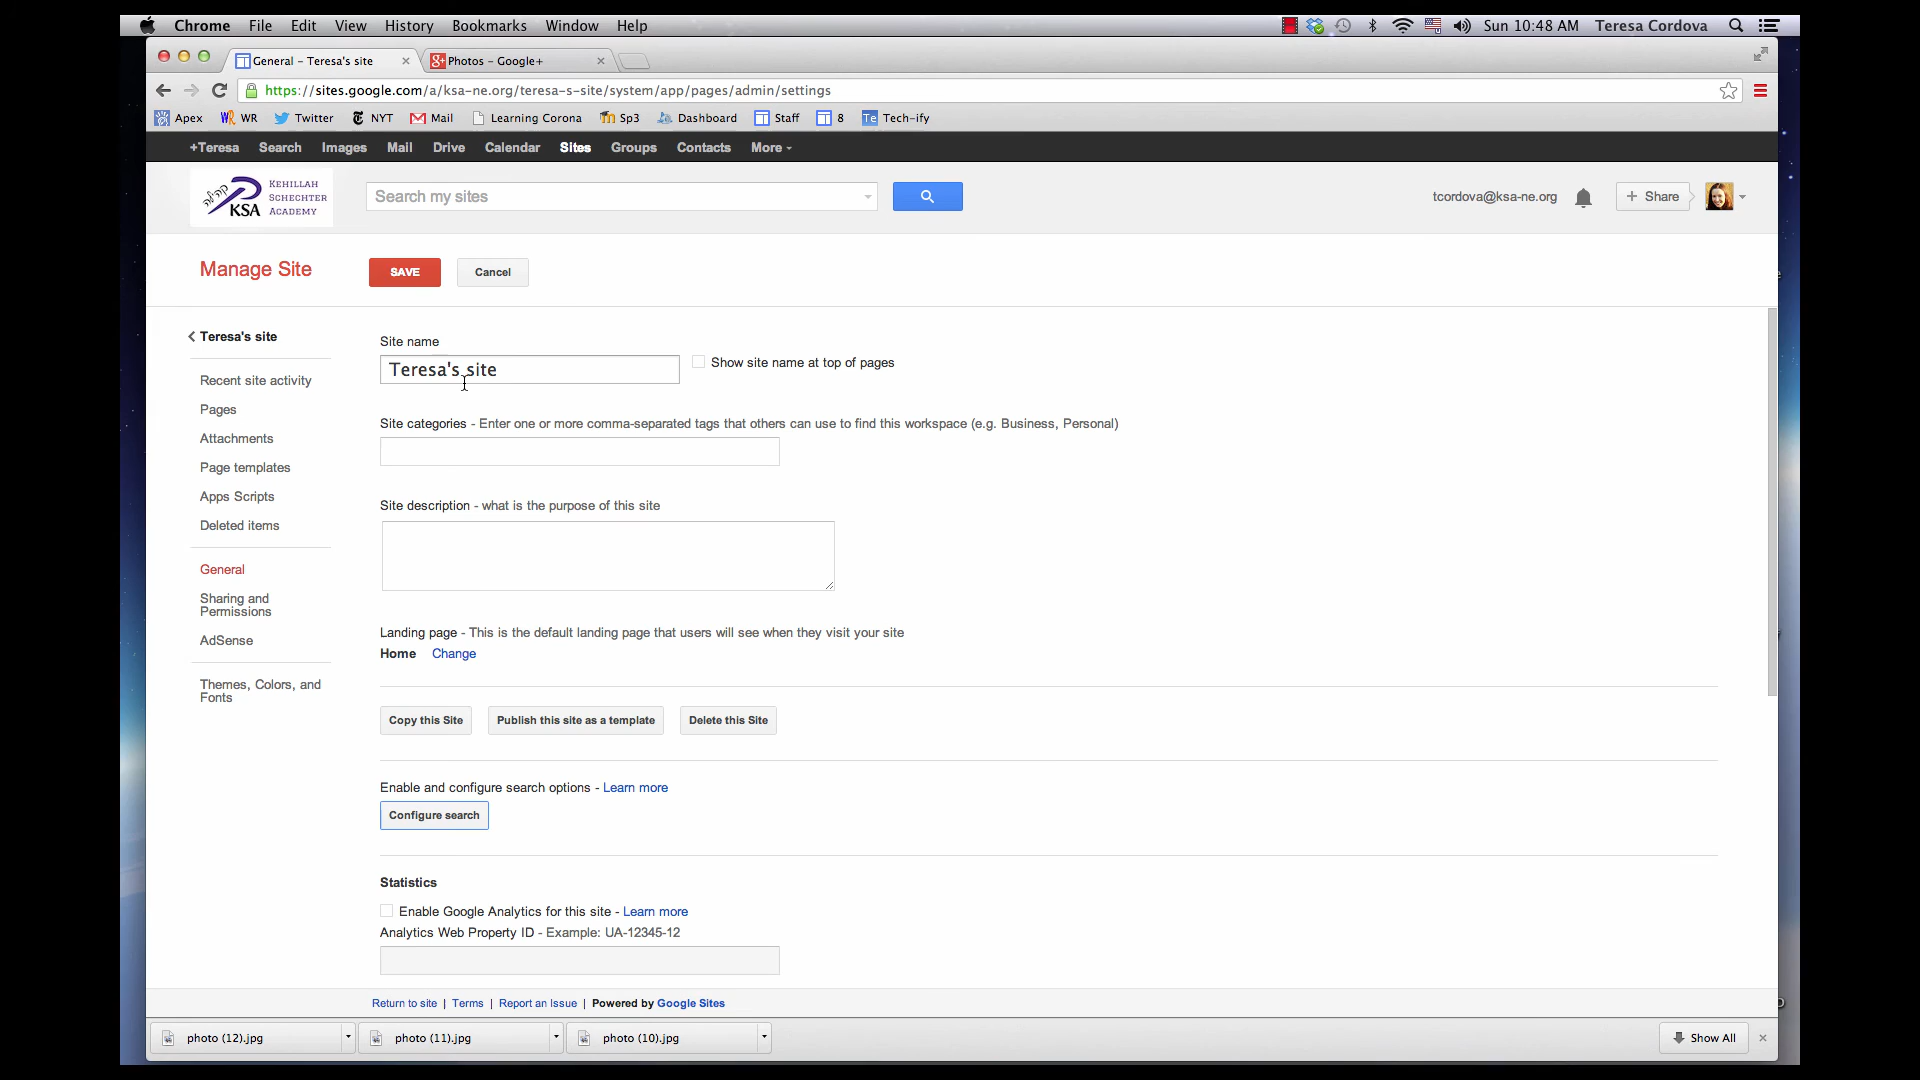 Chrome File Edit View History Bookmarks Window Help Sun 10:48 AM Teresa Cordova
General – Teresa's site Photos – Google+
https://sites.google.com/a/ksa-ne.org/teresa-s-site/system/app/pages/admin/settings
Apex WR Twitter NYT Mail Learning Corona Sp3 Dashboard Staff 8 Te Tech-ify
+Teresa Search Images Mail Drive Calendar Sites Groups Contacts More
קהילה KSA
KEHILLAH
SCHECHTER
ACADEMY
Search my sites tcordova@ksa-ne.org + Share
Manage Site SAVE Cancel
Teresa's site
Recent site activity
Pages
Attachments
Page templates
Apps Scripts
Deleted items
General
Sharing and
Permissions
AdSense
Themes, Colors, and
Fonts
Site name
Teresa's site Show site name at top of pages
Site categories - Enter one or more comma-separated tags that others can use to find this workspace (e.g. Business, Personal)
Site description - what is the purpose of this site
Landing page - This is the default landing page that users will see when they visit your site
Home Change
Copy this Site Publish this site as a template Delete this Site
Enable and configure search options - Learn more
Configure search
Statistics
Enable Google Analytics for this site - Learn more
Analytics Web Property ID - Example: UA-12345-12
Return to site | Terms | Report an Issue | Powered by Google Sites
photo (12).jpg photo (11).jpg photo (10).jpg Show All